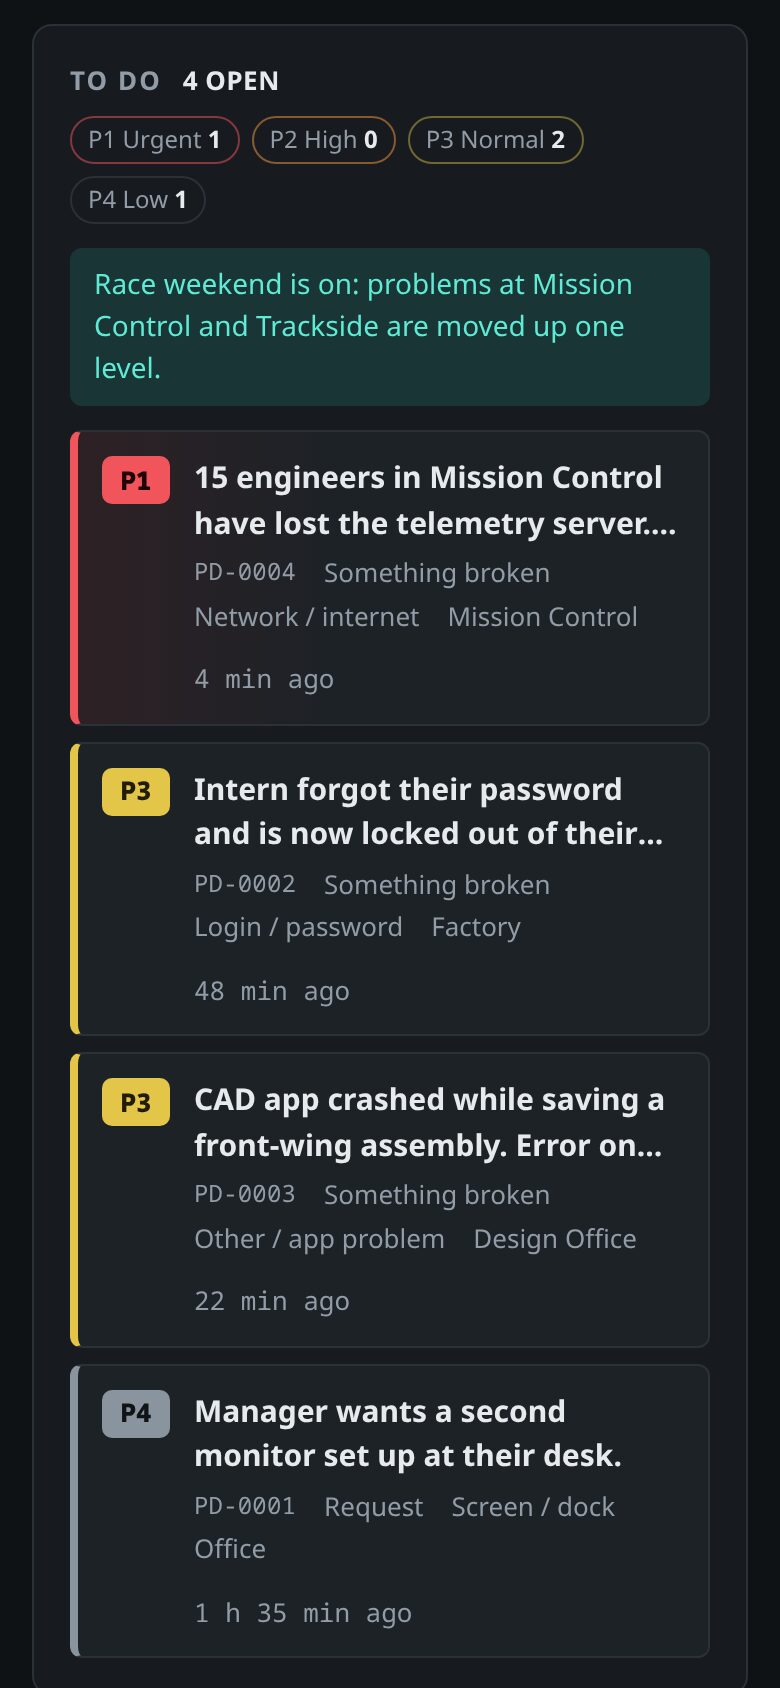 TO DO 4 OPEN
P1 Urgent 1 P2 High 0 P3 Normal 2
P4 Low 1
Race weekend is on: problems at Mission
Control and Trackside are moved up one
level.
P1 15 engineers in Mission Control
have lost the telemetry server....
PD-0004 Something broken
Network / internet Mission Control
4 min ago
P3 Intern forgot their password
and is now locked out of their...
PD-0002 Something broken
Login / password Factory
48 min ago
P3 CAD app crashed while saving a
front-wing assembly. Error on...
PD-0003 Something broken
Other / app problem Design Office
22 min ago
P4 Manager wants a second
monitor set up at their desk.
PD-0001 Request Screen / dock
Office
1 h 35 min ago